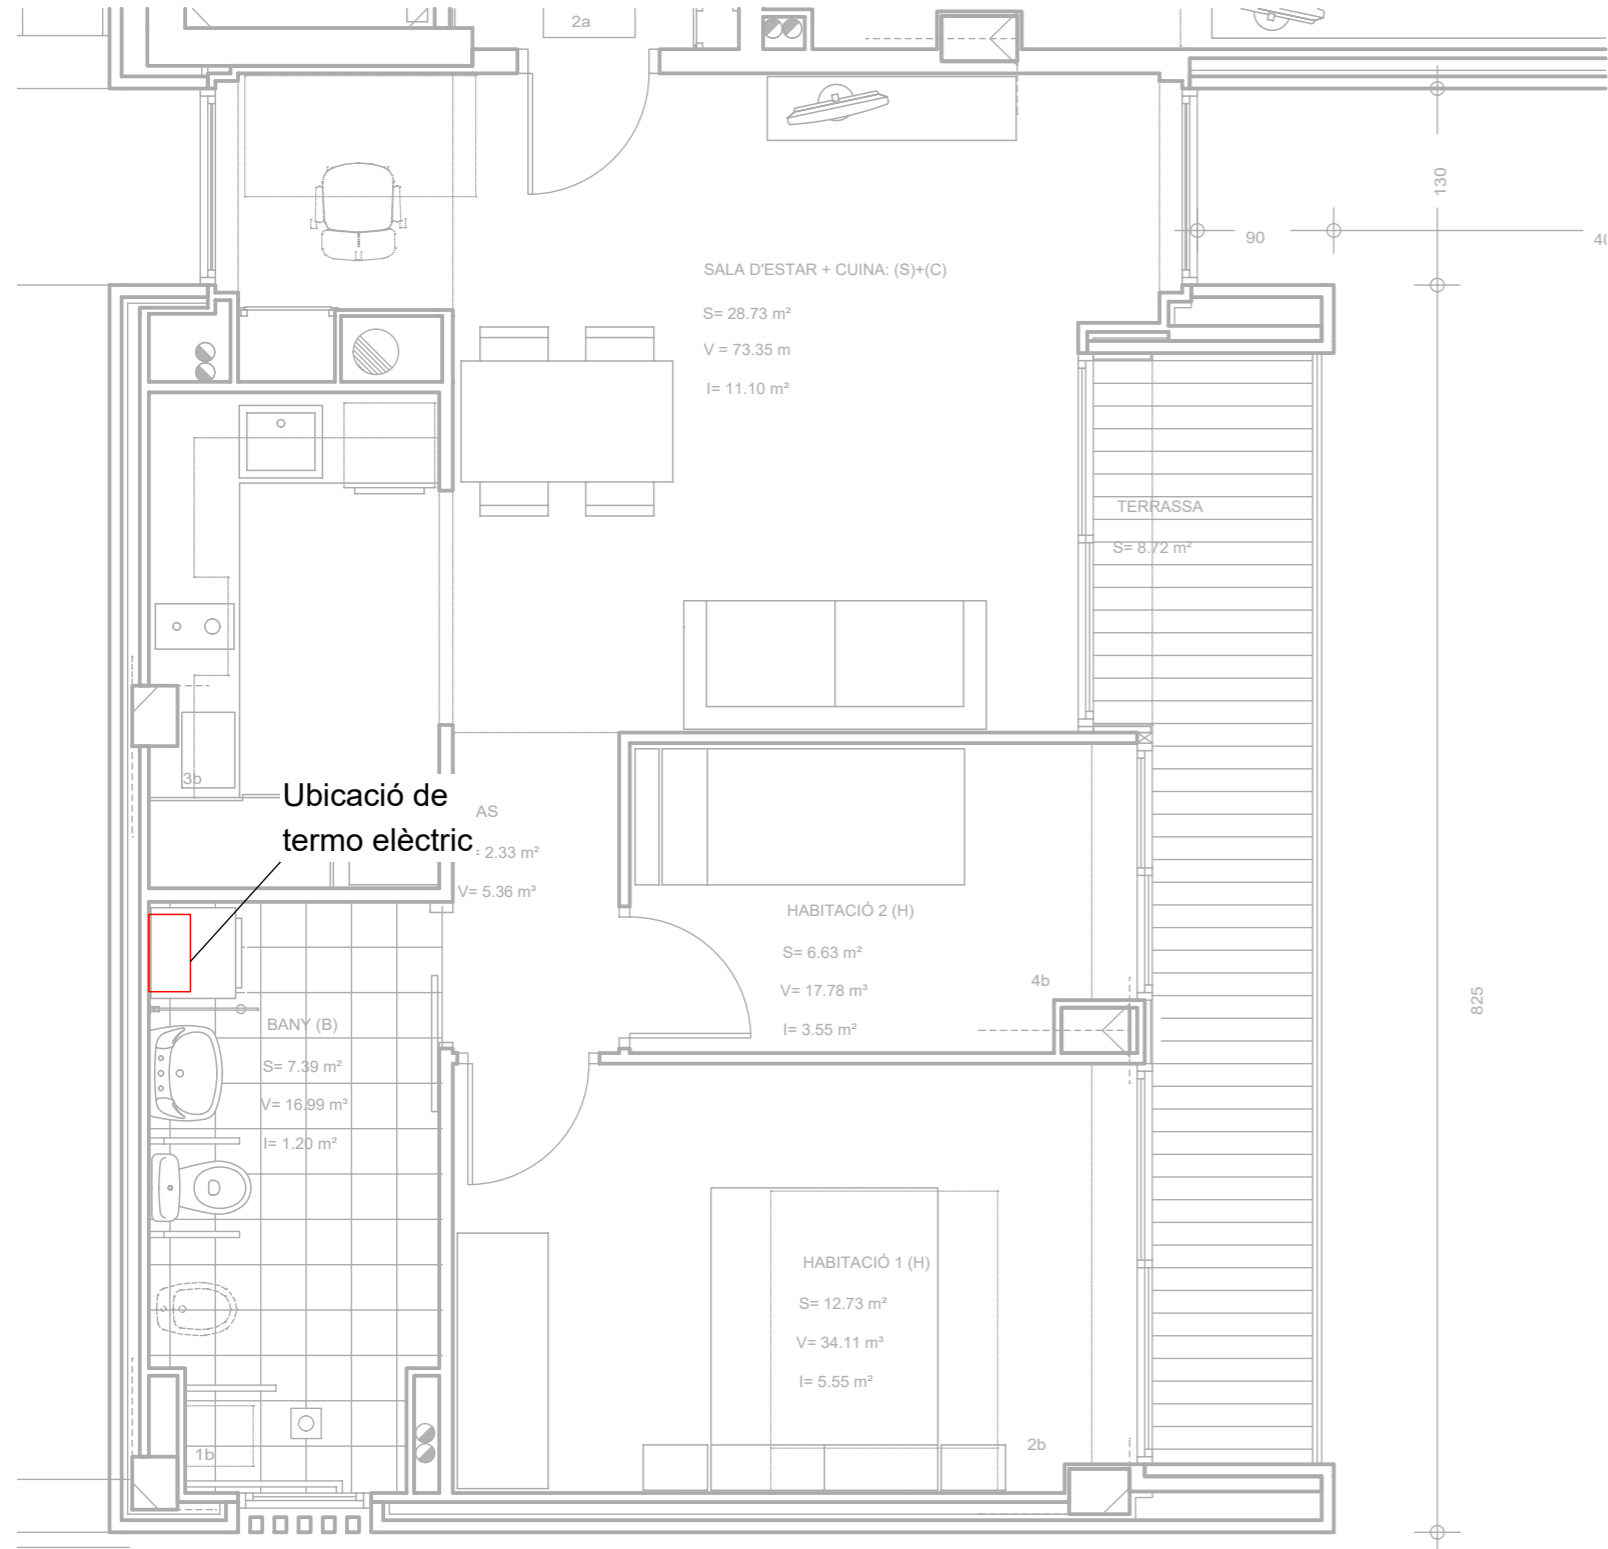 2a
130
90
40
SALA D'ESTAR + CUINA: (S)+(C)
S= 28.73 m²
V = 73.35 m
I= 11.10 m²
TERRASSA
S= 8.72 m²
3b
Ubicació de
termo elèctric
AS
= 2.33 m²
V= 5.36 m³
HABITACIÓ 2 (H)
S= 6.63 m²
V= 17.78 m³
I= 3.55 m²
4b
825
BANY (B)
S= 7.39 m²
V= 16.99 m³
I= 1.20 m²
HABITACIÓ 1 (H)
S= 12.73 m²
V= 34.11 m³
I= 5.55 m²
1b
2b